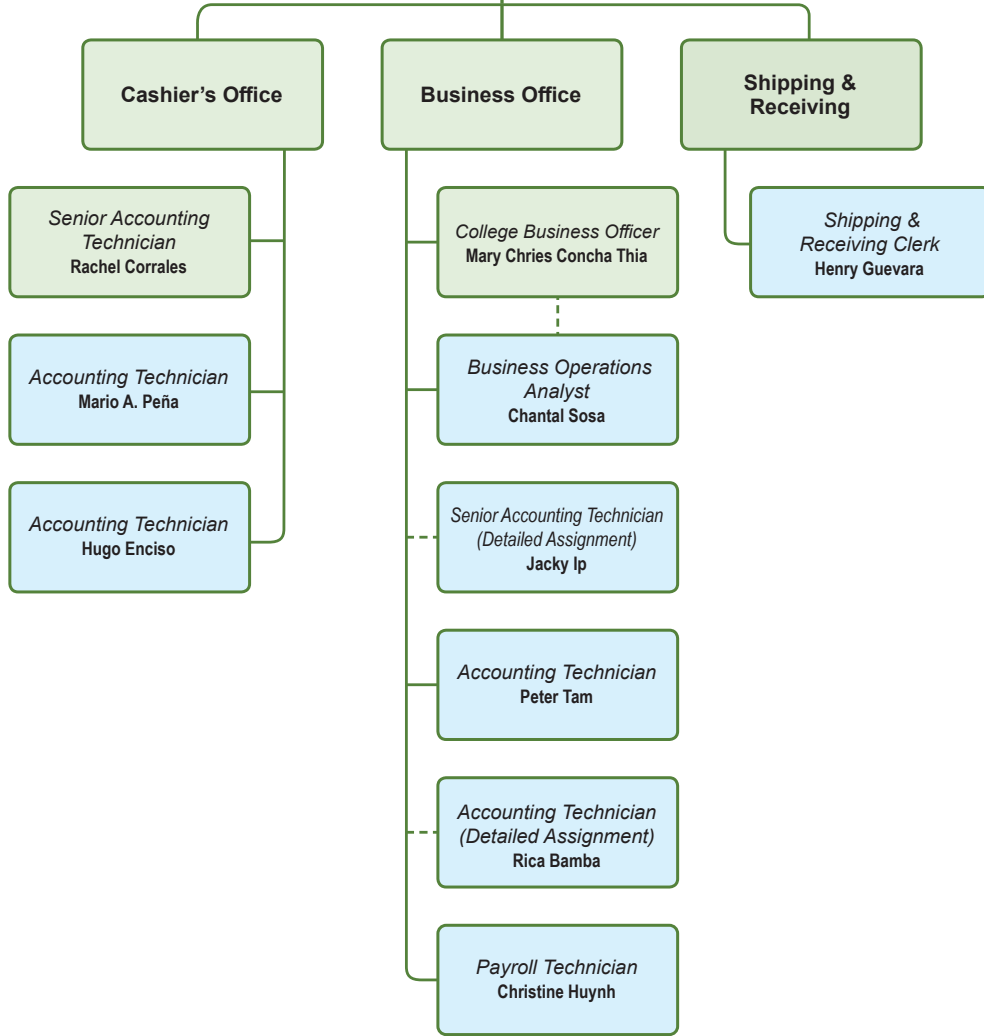 Cashier's Office
Senior Accounting
Technician
Rachel Corrales
Accounting Technician
Mario A. Peña
Accounting Technician
Hugo Enciso
Business Office
College Business Officer
Mary Chries Concha Thia
Business Operations
Analyst
Chantal Sosa
Senior Accounting Technician
(Detailed Assignment)
Jacky Ip
Accounting Technician
Peter Tam
Accounting Technician
(Detailed Assignment)
Rica Bamba
Payroll Technician
Christine Huynh
Shipping &
Receiving
Shipping &
Receiving Clerk
Henry Guevara